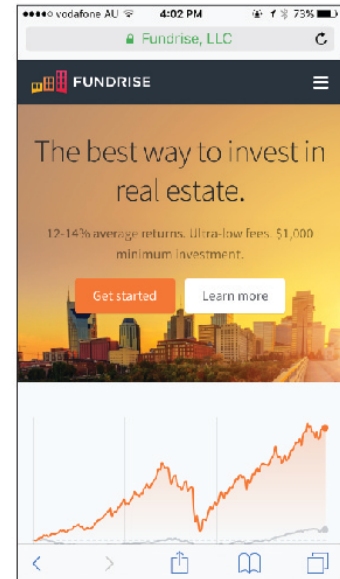 vodafone AU 4:02 PM 73%
Fundrise, LLC
FUNDRISE
The best way to invest in
real estate.
12-14% average returns. Ultra-low fees. $1,000
minimum investment.
Get started Learn more